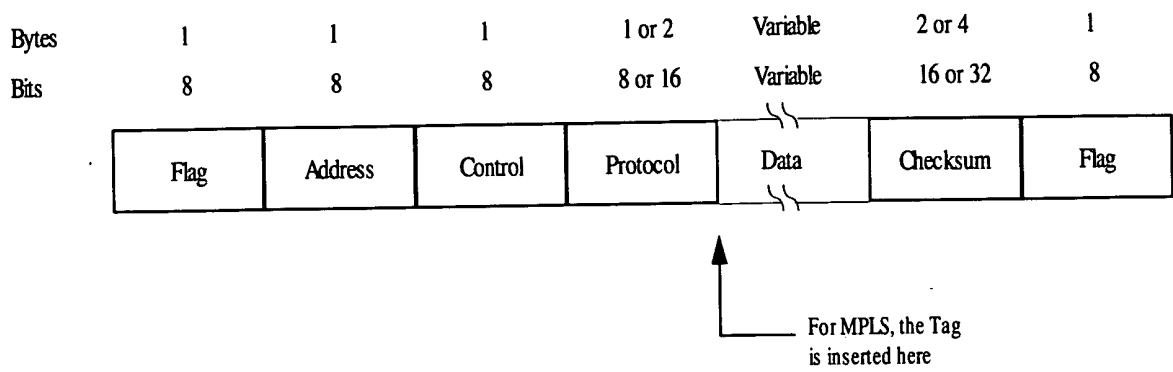 Bytes 1 1 1 1 or 2 Variable 2 or 4 1
Bits 8 8 8 8 or 16 Variable 16 or 32 8
Flag Address Control Protocol Data Checksum Flag
For MPLS, the Tag
is inserted here